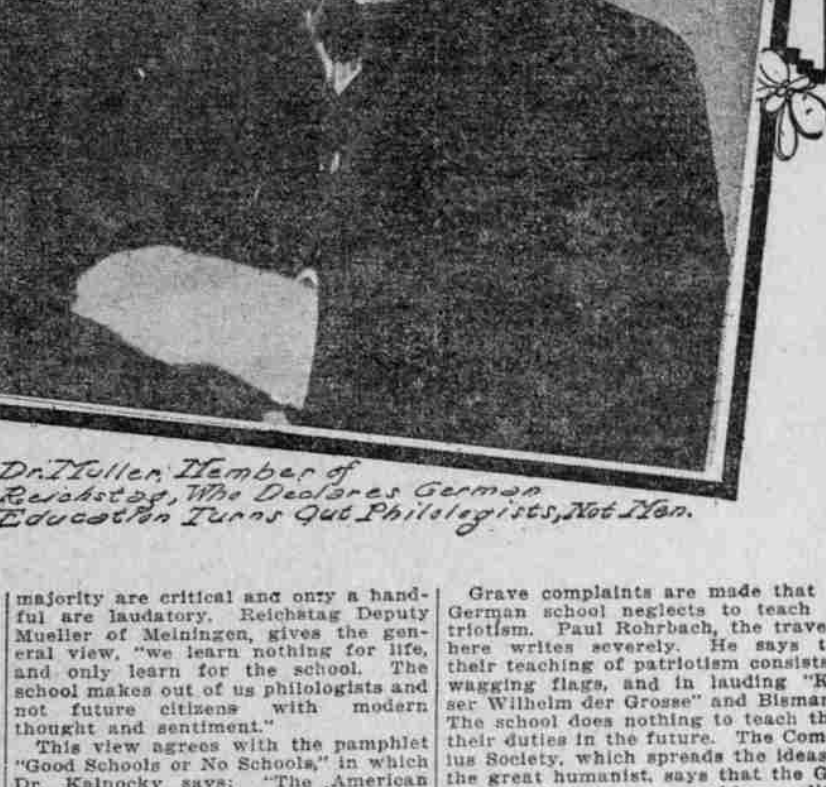 Dr. Muller, Member of
Reichstag, Who Declares German
Education Turns Out Philologists, Not Men.
majority are critical and only a hand-
ful are laudatory. Reichstag Deputy
Mueller of Meiningen, gives the gen-
eral view, "we learn nothing for life,
and only learn for the school. The
school makes out of us philologists and
not future citizens with modern
thought and sentiment."
This view agrees with the pamphlet
"Good Schools or No Schools," in which
Dr. Kalnocky says: "The American
Grave complaints are made that
German school neglects to teach
triotism. Paul Rohrbach, the trave
here writes severely. He says t
their teaching of patriotism consists
wagging flags, and in lauding "K
ser Wilhelm der Grosse" and Bismar
The school does nothing to teach th
their duties in the future. The Com
ius Society, which spreads the ideas
the great humanist, says that the G